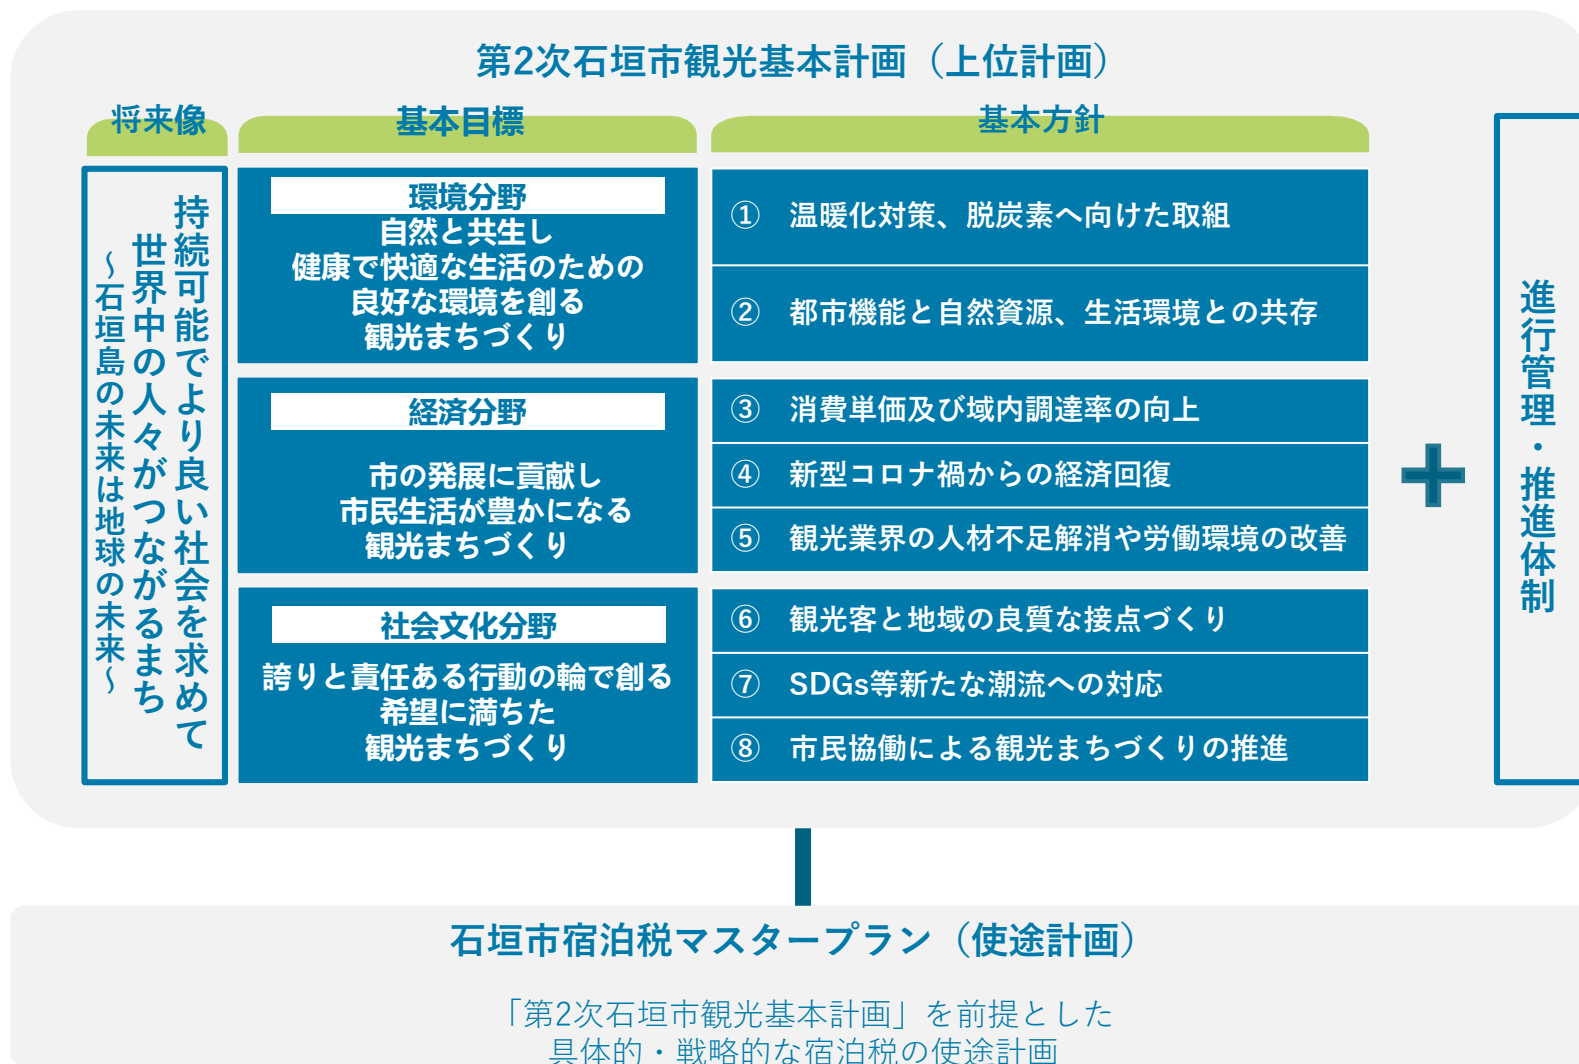 第2次石垣市観光基本計画（上位計画）
将来像
基本目標
基本方針
持続可能でより良い社会を求めて
世界中の人々がつながるまち
～石垣島の未来は地球の未来～
環境分野
自然と共生し
健康で快適な生活のための
良好な環境を創る
観光まちづくり
① 温暖化対策、脱炭素へ向けた取組
② 都市機能と自然資源、生活環境との共存
経済分野
市の発展に貢献し
市民生活が豊かになる
観光まちづくり
③ 消費単価及び域内調達率の向上
④ 新型コロナ禍からの経済回復
⑤ 観光業界の人材不足解消や労働環境の改善
社会文化分野
誇りと責任ある行動の輪で創る
希望に満ちた
観光まちづくり
⑥ 観光客と地域の良質な接点づくり
⑦ SDGs等新たな潮流への対応
⑧ 市民協働による観光まちづくりの推進
進行管理・推進体制
石垣市宿泊税マスタープラン（使途計画）
「第2次石垣市観光基本計画」を前提とした
具体的・戦略的な宿泊税の使途計画